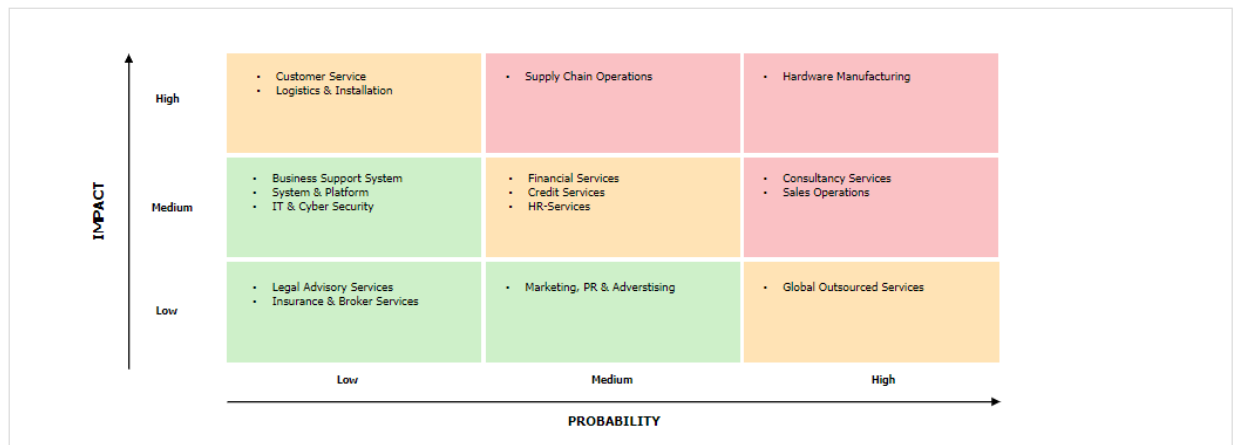 IMPACT
High
• Customer Service
• Logistics & Installation
• Supply Chain Operations
• Hardware Manufacturing
Medium
• Business Support System
• System & Platform
• IT & Cyber Security
• Financial Services
• Credit Services
• HR-Services
• Consultancy Services
• Sales Operations
Low
• Legal Advisory Services
• Insurance & Broker Services
• Marketing, PR & Adverstising
• Global Outsourced Services
Low
Medium
High
PROBABILITY